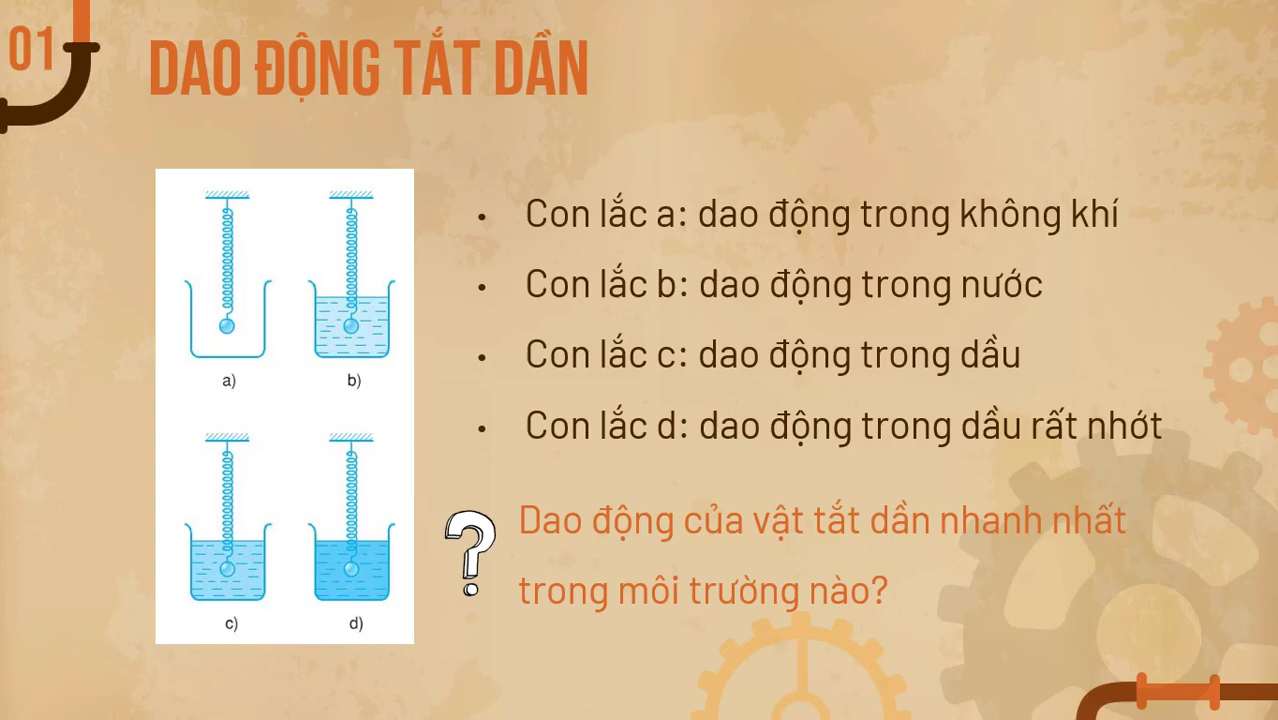 01
DAO ĐỘNG TẮT DẦN
a)
b)
c)
d)
• Con lắc a: dao động trong không khí
• Con lắc b: dao động trong nước
• Con lắc c: dao động trong dầu
• Con lắc d: dao động trong dầu rất nhớt
?
Dao động của vật tắt dần nhanh nhất
trong môi trường nào?